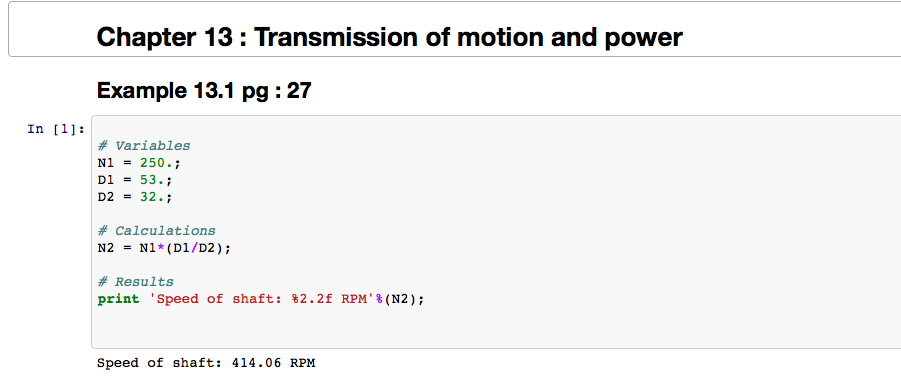 Chapter 13 : Transmission of motion and power
Example 13.1 pg : 27
In [1]:
# Variables
N1 = 250.;
D1 = 53.;
D2 = 32.;
# Calculations
N2 = N1*(D1/D2);
# Results
print 'Speed of shaft: %2.2f RPM'%(N2);
Speed of shaft: 414.06 RPM